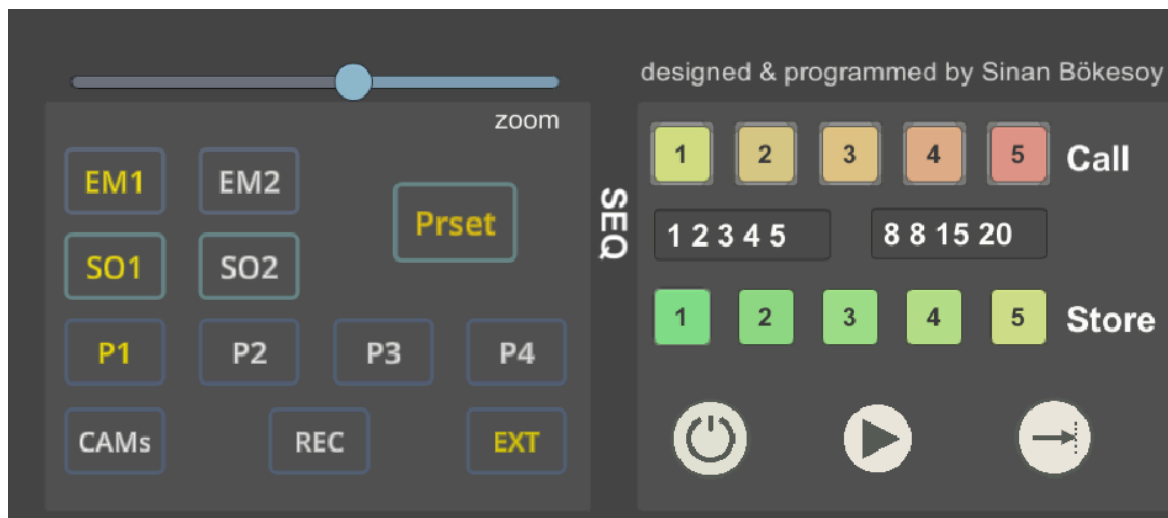 designed & programmed by Sinan Bökesoy
zoom
EM1 EM2
Prset
SO1 SO2
P1 P2 P3 P4
CAMs REC EXT
SEQ
1 2 3 4 5 Call
1 2 3 4 5 8 8 15 20
1 2 3 4 5 Store